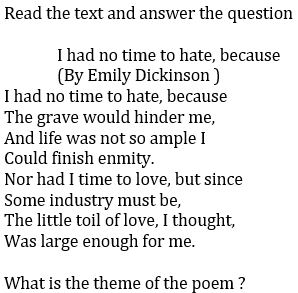 Read the text and answer the question
I had no time to hate, because
(By Emily Dickinson )
I had no time to hate, because
The grave would hinder me,
And life was not so ample I
Could finish enmity.
Nor had I time to love, but since
Some industry must be,
The little toil of love, I thought,
Was large enough for me.
What is the theme of the poem ?